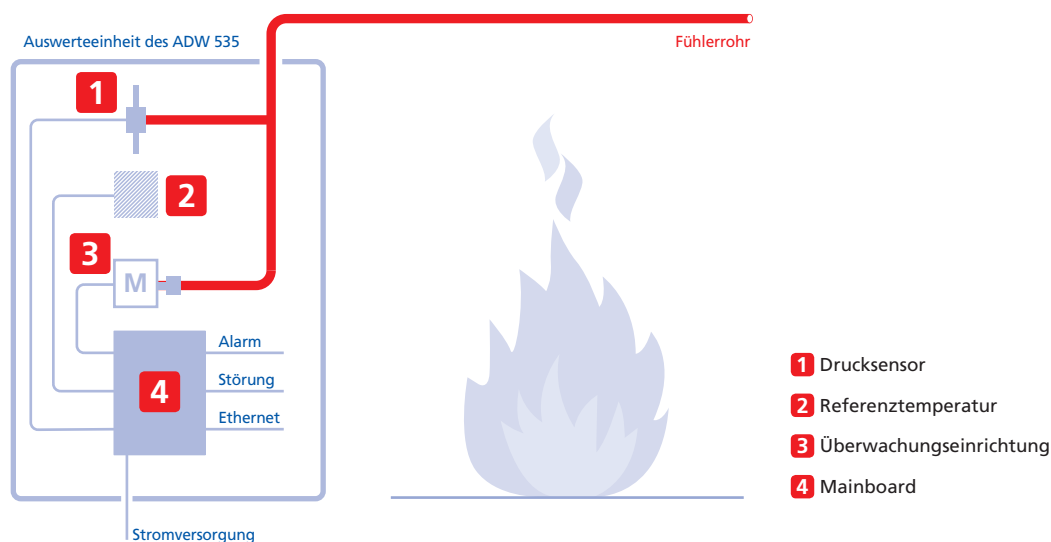 Auswerteeinheit des ADW 535
Fühlerrohr
1
2
3
M
4
Alarm
Störung
Ethernet
Stromversorgung
1 Drucksensor
2 Referenztemperatur
3 Überwachungseinrichtung
4 Mainboard